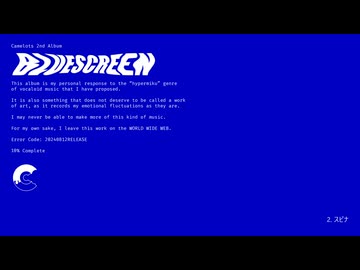 Camelots 2nd Album
BLUESCREEN
This album is my personal response to the "hypermiku" genre
of vocaloid music that I have proposed.
It is also something that does not deserve to be called a work
of art, as it records my emotional fluctuations as they are.
I may never be able to make more of this kind of music.
For my own sake, I leave this work on the WORLD WIDE WEB.
Error Code: 20240812RELEASE
10% Complete
2. スピナ